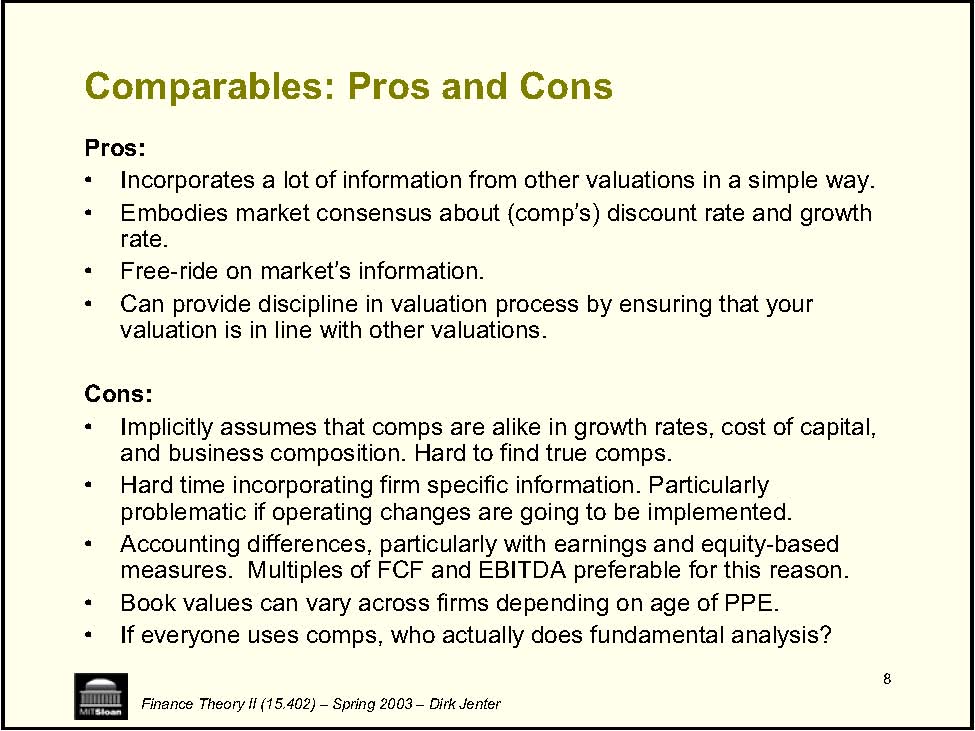 Comparables: Pros and Cons
Pros:
• Incorporates a lot of information from other valuations in a simple way.
• Embodies market consensus about (comp's) discount rate and growth
rate.
• Free-ride on market's information.
• Can provide discipline in valuation process by ensuring that your
valuation is in line with other valuations.
Cons:
• Implicitly assumes that comps are alike in growth rates, cost of capital,
and business composition. Hard to find true comps.
• Hard time incorporating firm specific information. Particularly
problematic if operating changes are going to be implemented.
• Accounting differences, particularly with earnings and equity-based
measures.  Multiples of FCF and EBITDA preferable for this reason.
• Book values can vary across firms depending on age of PPE.
• If everyone uses comps, who actually does fundamental analysis?
8
MITSloan
Finance Theory II (15.402) – Spring 2003 – Dirk Jenter